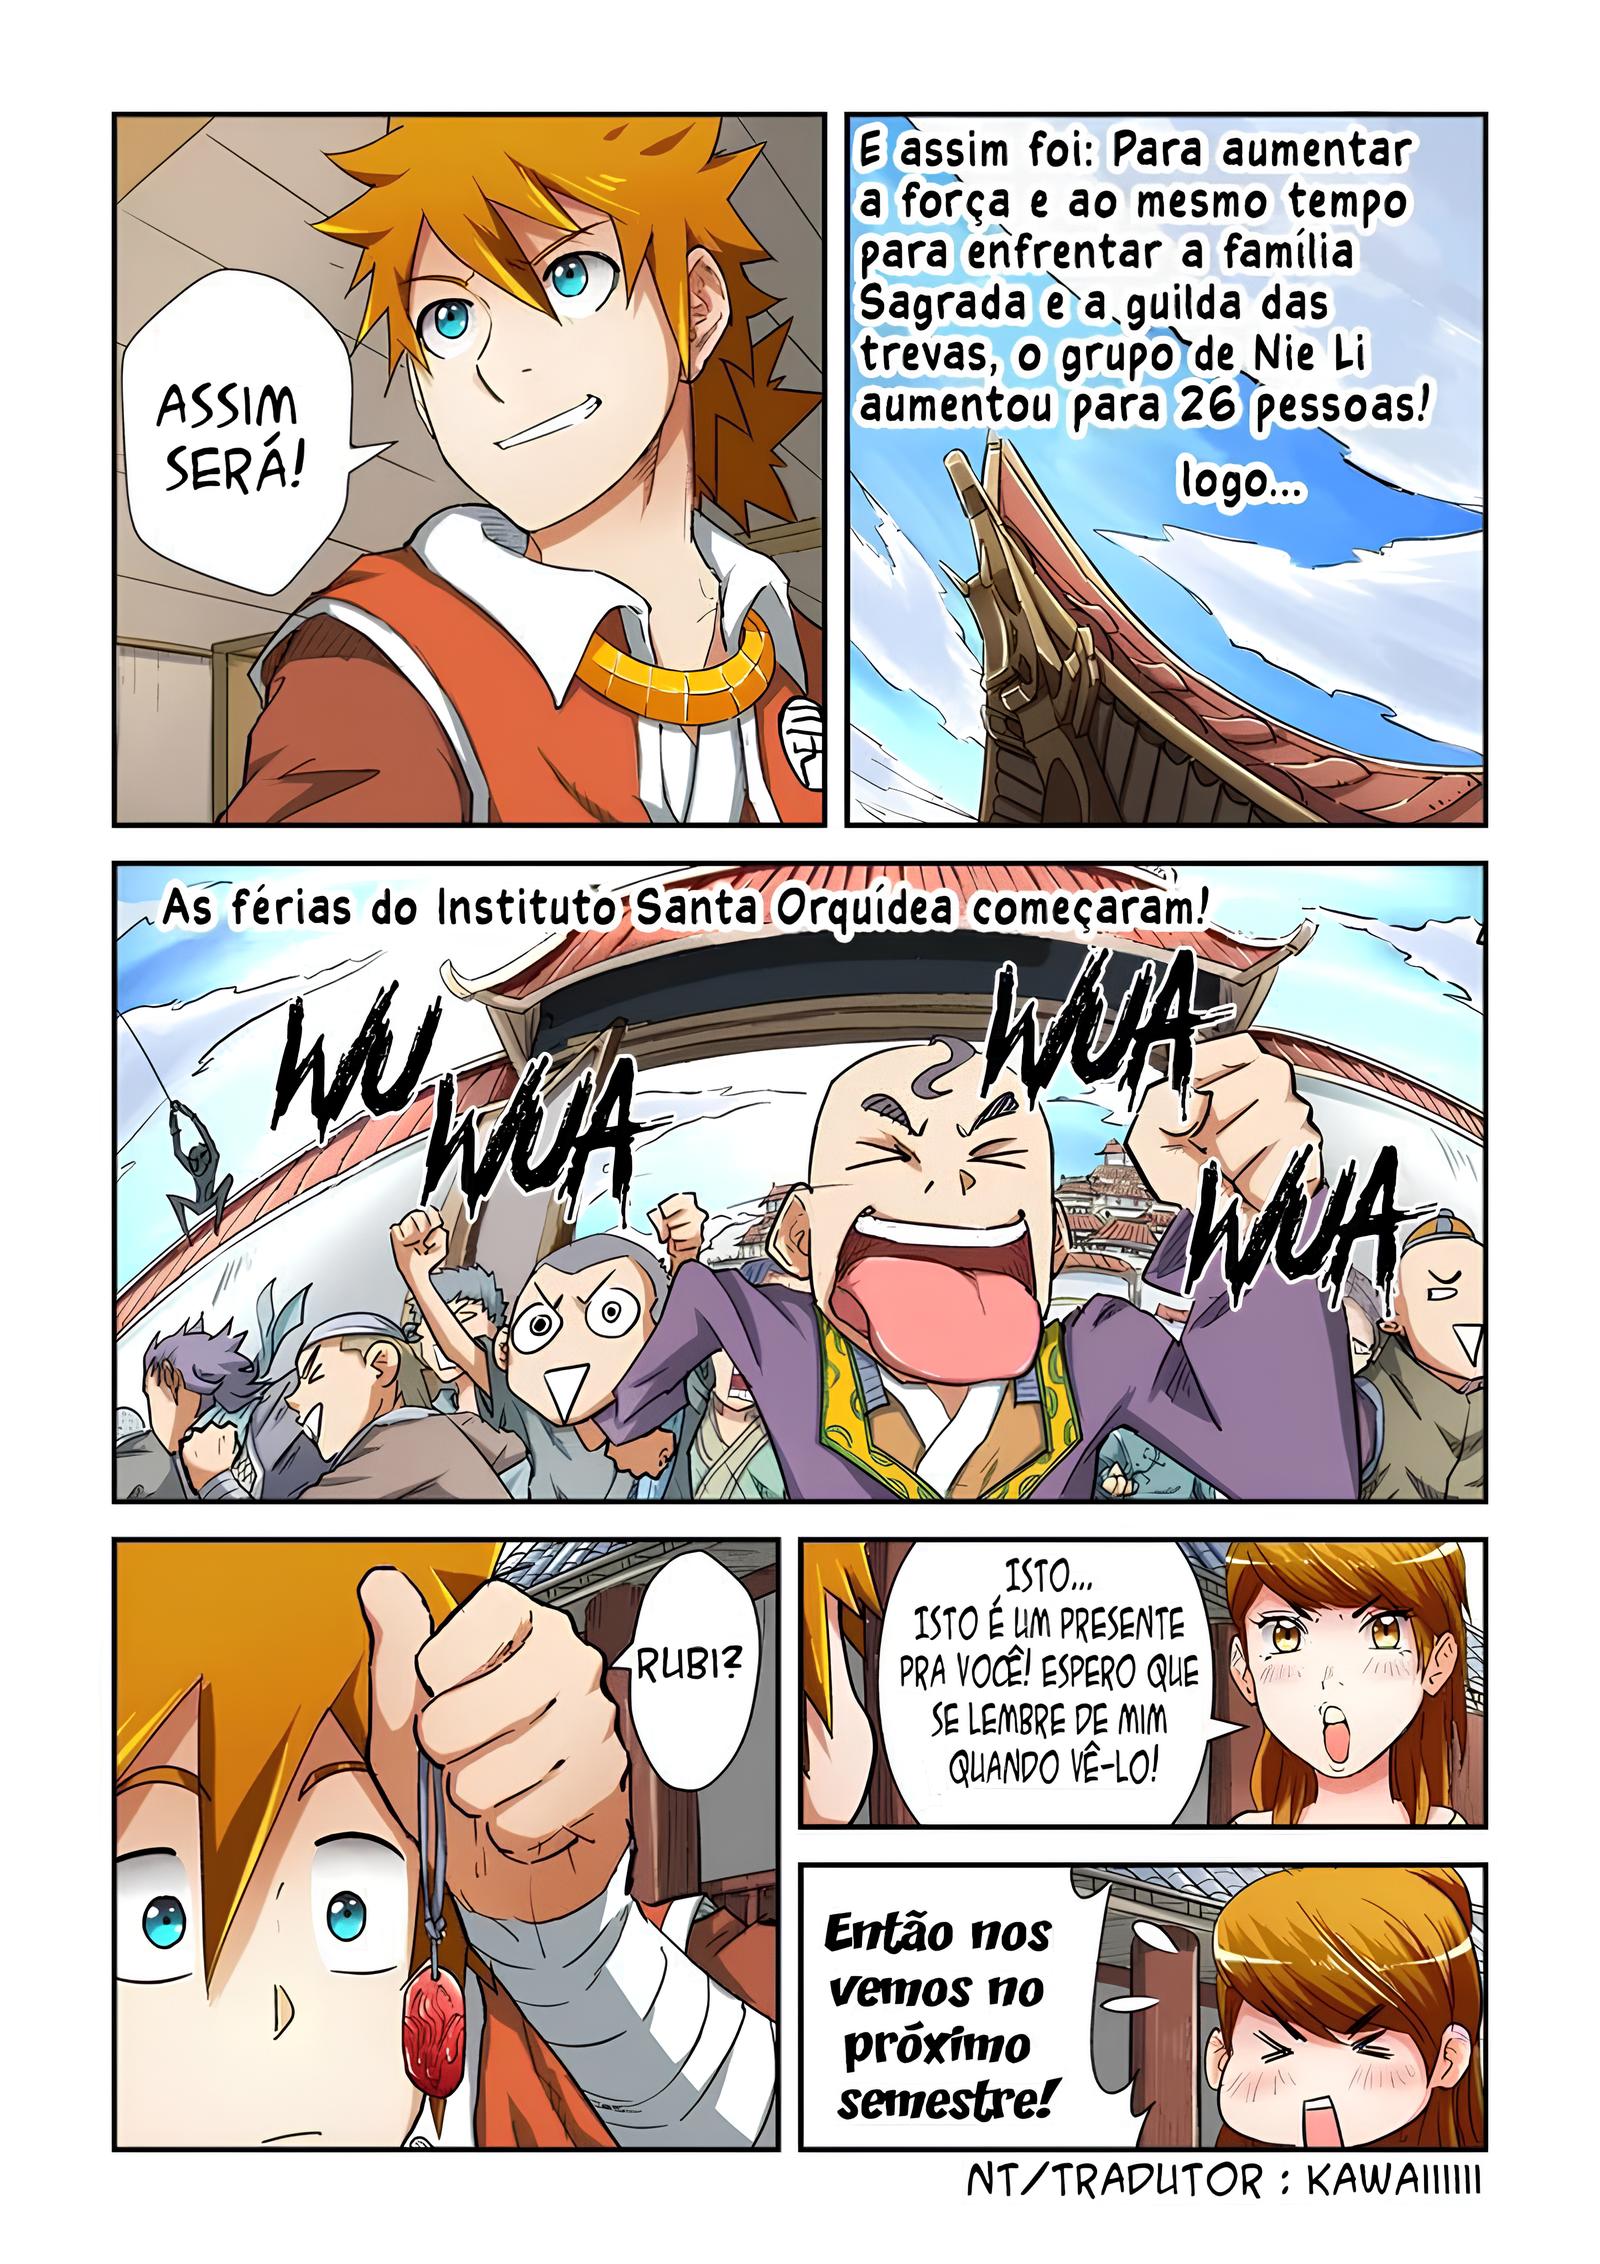 ASSIM
SERÁ!
E assim foi: Para aumentar
a força e ao mesmo tempo
para enfrentar a família
Sagrada e a guilda das
trevas, o grupo de Nie Li
aumentou para 26 pessoas!
logo...
As férias do Instituto Santa Orquídea começaram!
WU
WUA
WUA
WUA
RUBI?
ISTO...
ISTO É UM PRESENTE
PRA VOCÊ! ESPERO QUE
SE LEMBRE DE MIM
QUANDO VÊ-LO!
Então nos
vemos no
próximo
semestre!
NT/TRADUTOR : KAWAIIIIII